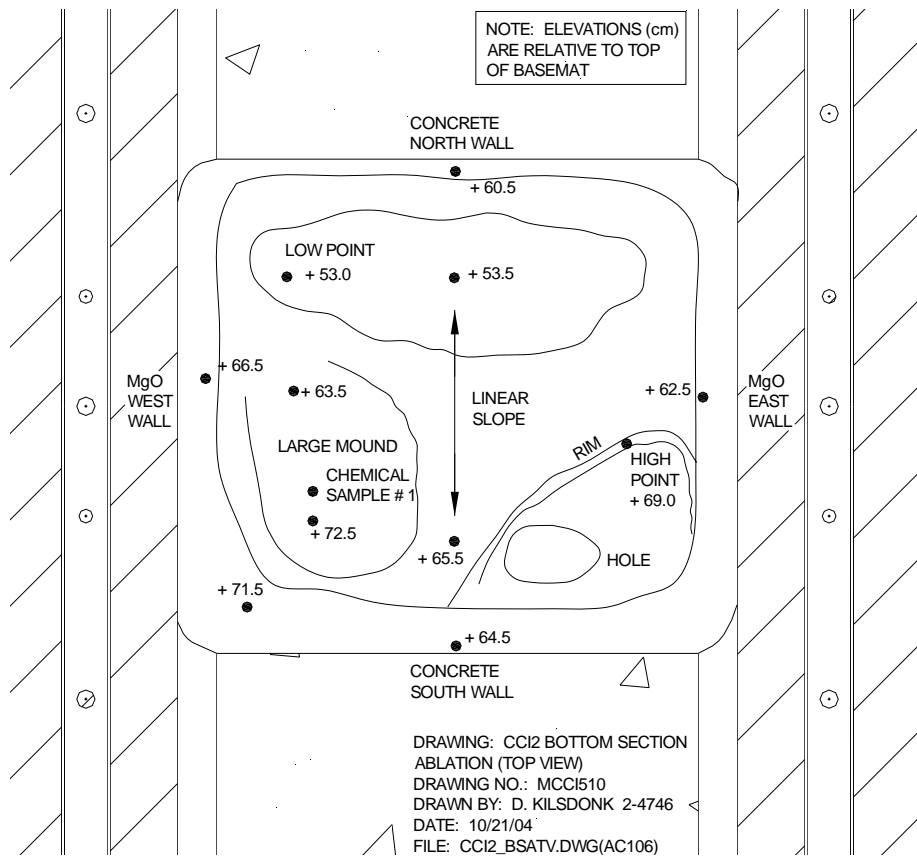 NOTE: ELEVATIONS (cm)
ARE RELATIVE TO TOP
OF BASEMAT
CONCRETE
NORTH WALL
+ 60.5
LOW POINT
+ 53.0
+ 53.5
+ 66.5
MgO
WEST
WALL
+ 63.5
LINEAR
SLOPE
+ 62.5
MgO
EAST
WALL
LARGE MOUND
CHEMICAL
SAMPLE # 1
+ 72.5
RIM
HIGH
POINT
+ 69.0
+ 65.5
HOLE
+ 71.5
+ 64.5
CONCRETE
SOUTH WALL
DRAWING: CCI2 BOTTOM SECTION
ABLATION (TOP VIEW)
DRAWING NO.: MCCI510
DRAWN BY: D. KILSDONK 2-4746
DATE: 10/21/04
FILE: CCI2_BSATV.DWG(AC106)